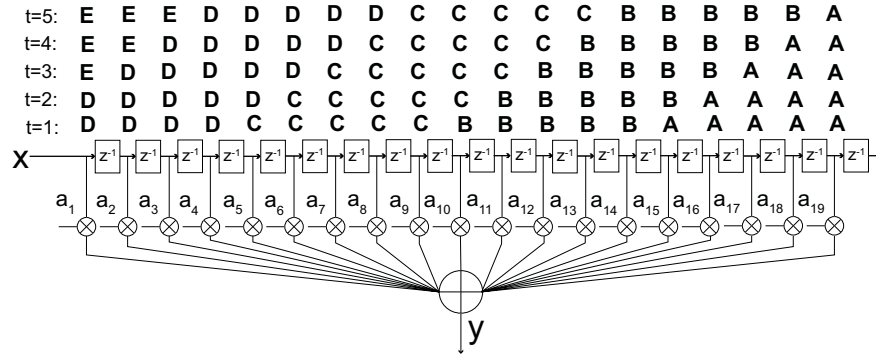 t=5: E E E D D D D D C C C C C B B B B B A
t=4: E E D D D D D C C C C C B B B B B A A
t=3: E D D D D D C C C C C B B B B B A A A
t=2: D D D D D C C C C C B B B B B A A A A
t=1: D D D D C C C C C B B B B B A A A A A
x z⁻¹ z⁻¹ z⁻¹ z⁻¹ z⁻¹ z⁻¹ z⁻¹ z⁻¹ z⁻¹ z⁻¹ z⁻¹ z⁻¹ z⁻¹ z⁻¹ z⁻¹ z⁻¹ z⁻¹ z⁻¹ z⁻¹
a₁ a₂ a₃ a₄ a₅ a₆ a₇ a₈ a₉ a₁₀ a₁₁ a₁₂ a₁₃ a₁₄ a₁₅ a₁₆ a₁₇ a₁₈ a₁₉
y